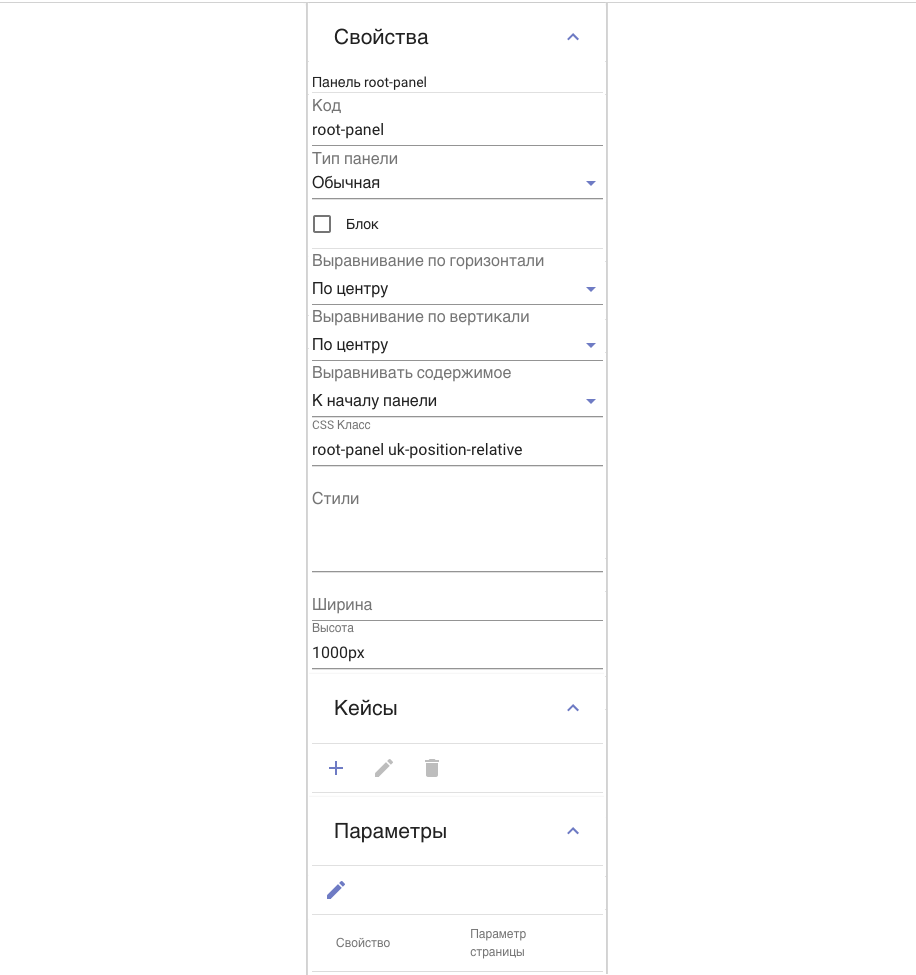 Свойства
Панель root-panel
Код
root-panel
Тип панели
Обычная
Блок
Выравнивание по горизонтали
По центру
Выравнивание по вертикали
По центру
Выравнивать содержимое
К началу панели
CSS Класс
root-panel uk-position-relative
Стили
Ширина
Высота
1000px
Кейсы
Параметры
Свойство
Параметр
страницы